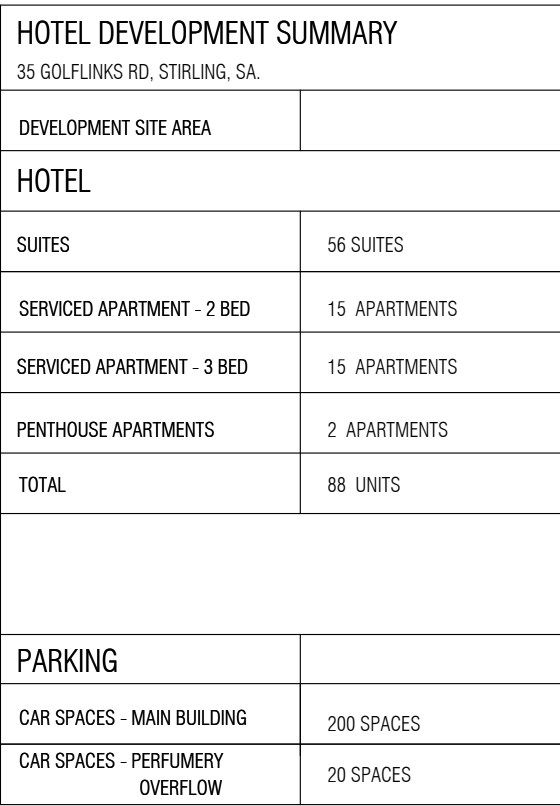 HOTEL DEVELOPMENT SUMMARY
35 GOLFLINKS RD, STIRLING, SA.
DEVELOPMENT SITE AREA
HOTEL
SUITES 56 SUITES
SERVICED APARTMENT - 2 BED 15 APARTMENTS
SERVICED APARTMENT - 3 BED 15 APARTMENTS
PENTHOUSE APARTMENTS 2 APARTMENTS
TOTAL 88 UNITS
PARKING
CAR SPACES - MAIN BUILDING 200 SPACES
CAR SPACES - PERFUMERY
OVERFLOW 20 SPACES